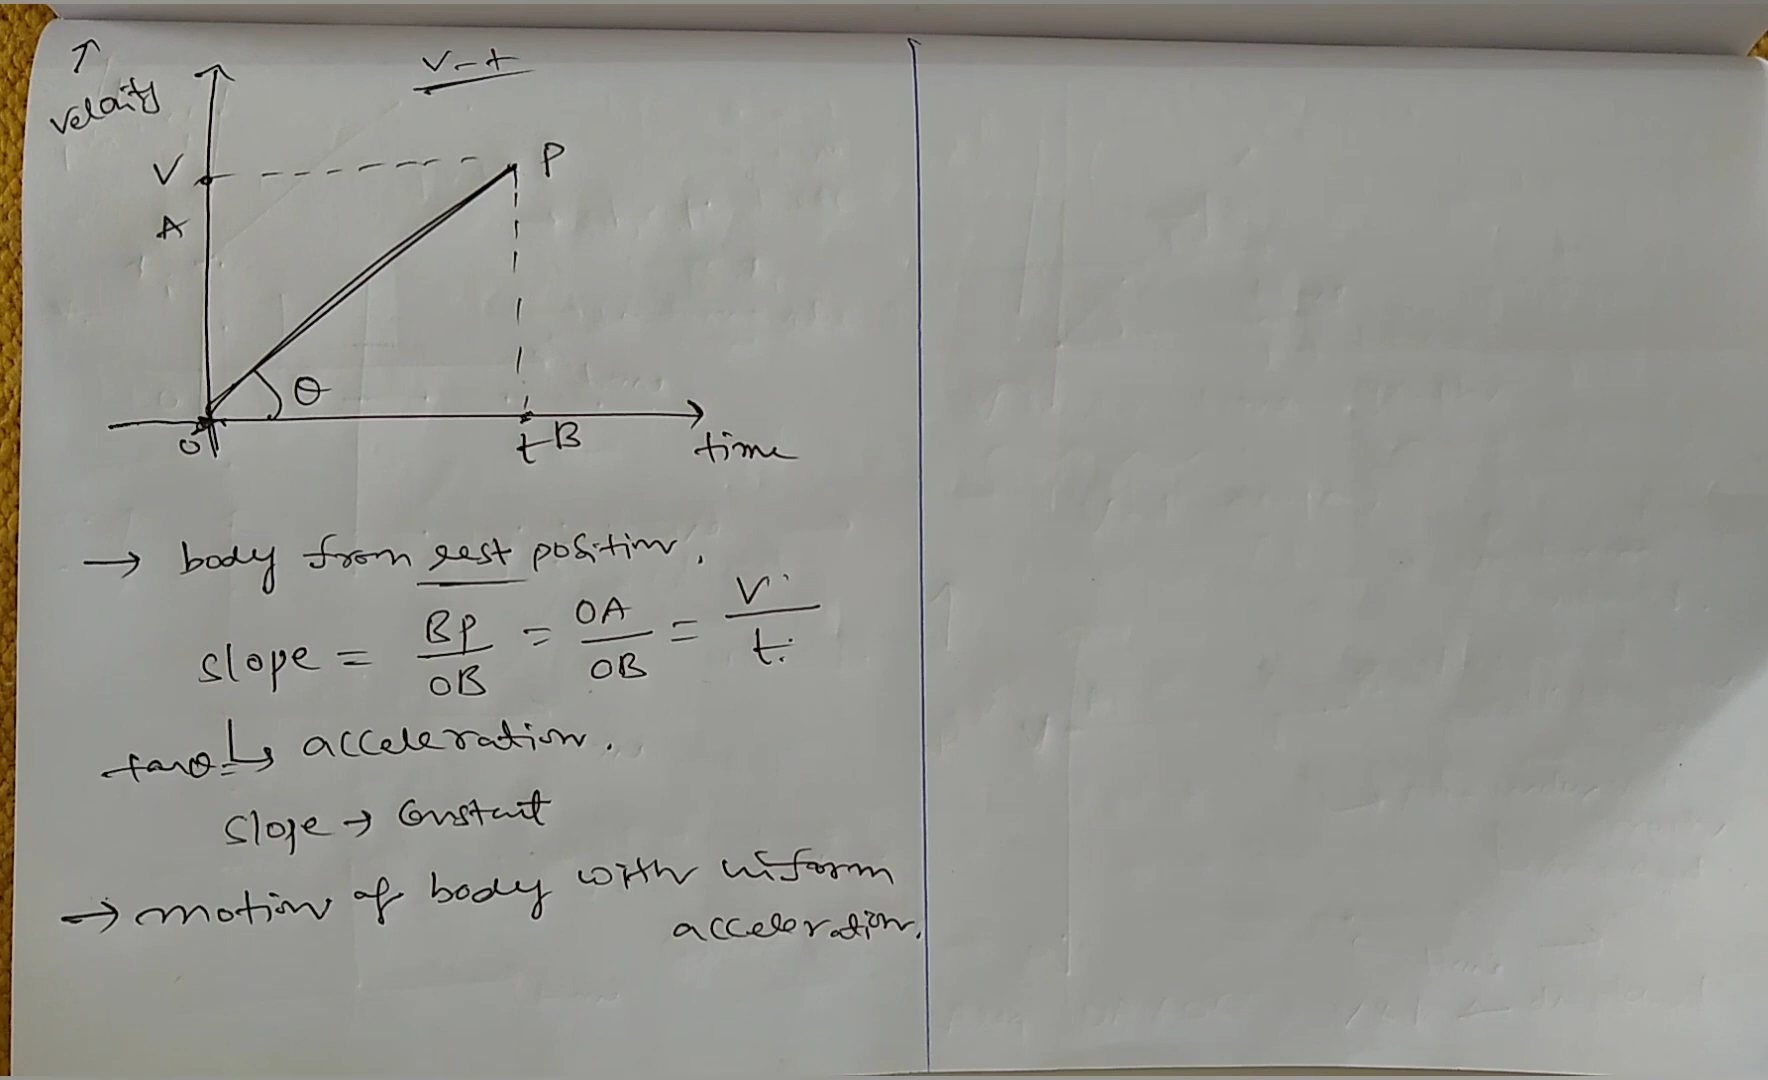 v-t
↑
velocity
V
P
A
θ
O
t B
time
→ body from rest position.
slope = BP/OB = OA/OB = V/t
tanθ = ↳ acceleration.
slope → Constant
→ motion of body with uniform
acceleration.